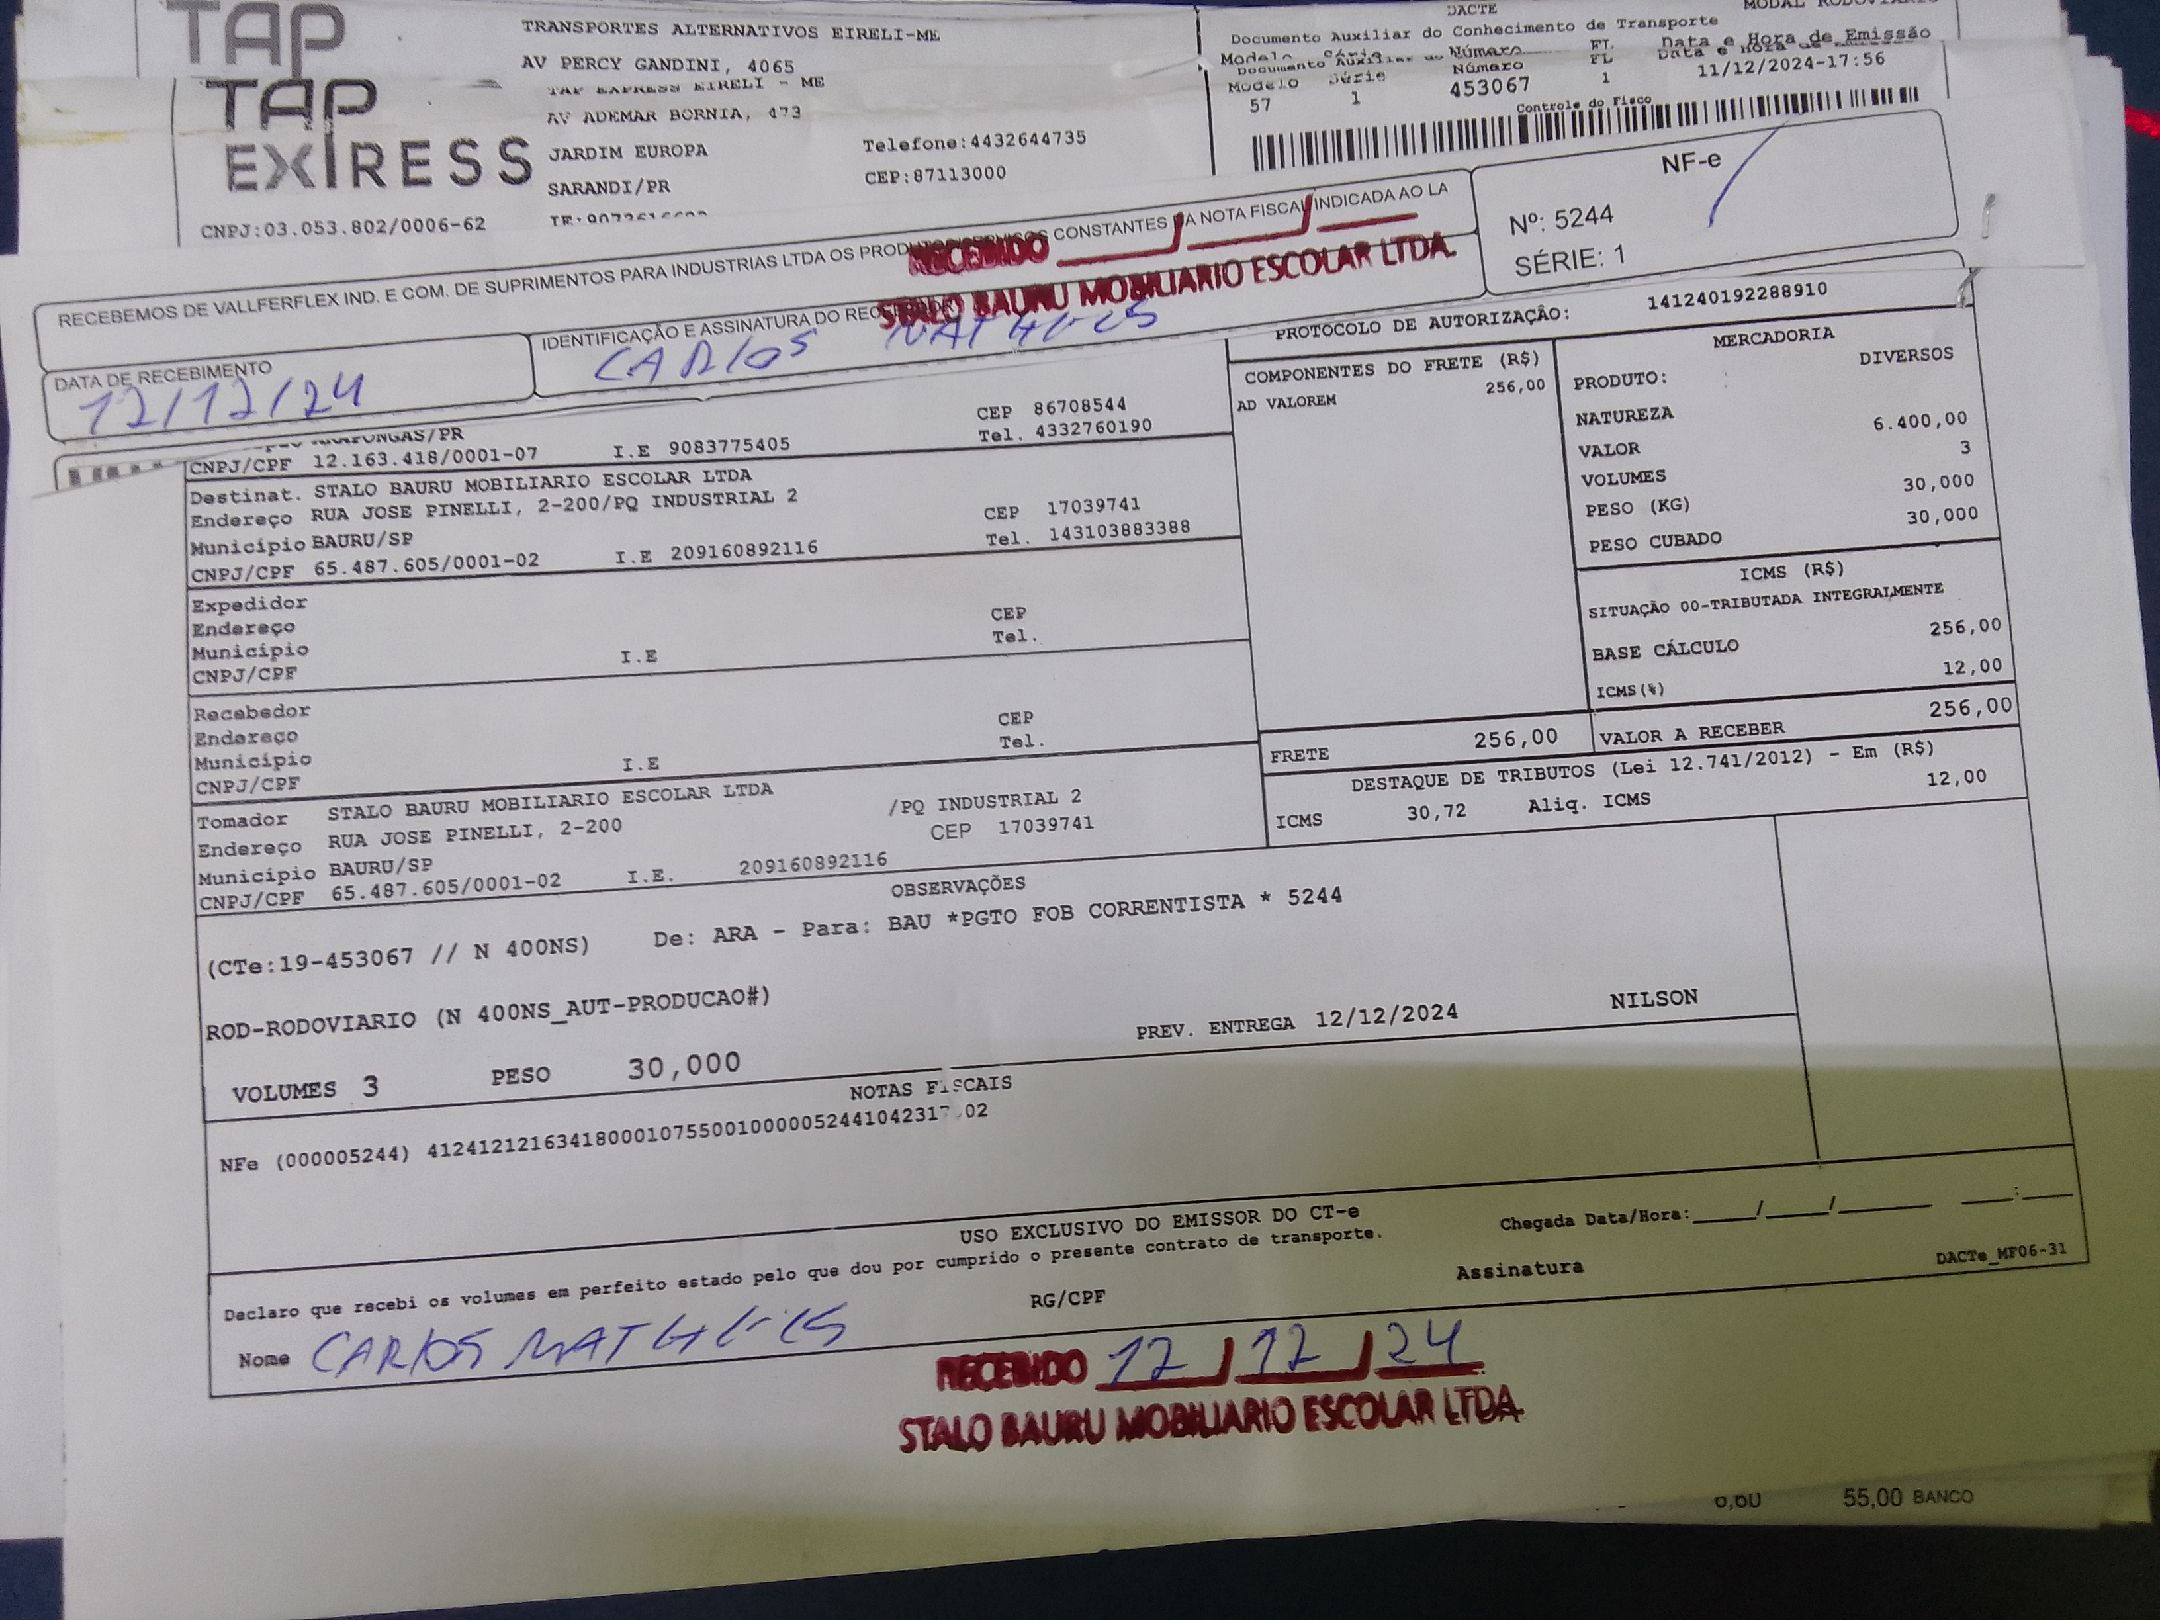 TAP
TRANSPORTES ALTERNATIVOS EIRELI-ME
AV PERCY GANDINI, 4065
DACTE
MODAL RODOVIARIO
Documento Auxiliar do Conhecimento de Transporte
Modelo Série Número FL Data e Hora de Emissão
TAP
EXPRESS
TAP EXPRESS EIRELI - ME
AV ADEMAR BORNIA, 473
JARDIM EUROPA
SARANDI/PR
Telefone:4432644735
CEP:87113000
CNPJ:03.053.802/0006-62
Modelo Série Número FL
57 1 453067 1 11/12/2024-17:56
Controle do Fisco
RECEBEMOS DE VALLFERFLEX IND. E COM. DE SUPRIMENTOS PARA INDUSTRIAS LTDA OS CONSTANTES NOTA FISCAL INDICADA AO LA
RECEBIDO
STALO BAURU MOBILIARIO ESCOLAR LTDA.
NF-e
Nº: 5244
SÉRIE: 1
DATA DE RECEBIMENTO
12/12/24
IDENTIFICAÇÃO E ASSINATURA DO
CARLOS
PROTOCOLO DE AUTORIZAÇÃO: 141240192288910
CEP 86708544
CNPJ/CPF 12.163.418/0001-07 I.E 9083775405 Tel. 4332760190
Destinat. STALO BAURU MOBILIARIO ESCOLAR LTDA
Endereço RUA JOSE PINELLI, 2-200/PQ INDUSTRIAL 2
Município BAURU/SP CEP 17039741
CNPJ/CPF 65.487.605/0001-02 I.E 209160892116 Tel. 143103883388
Expedidor
Endereço
Município CEP
CNPJ/CPF I.E Tel.
Recebedor
Endereço
Município CEP
CNPJ/CPF I.E Tel.
Tomador STALO BAURU MOBILIARIO ESCOLAR LTDA
Endereço RUA JOSE PINELLI, 2-200 /PQ INDUSTRIAL 2
Município BAURU/SP CEP 17039741
CNPJ/CPF 65.487.605/0001-02 I.E. 209160892116
COMPONENTES DO FRETE (R$)
AD VALOREM 256,00
MERCADORIA
PRODUTO: DIVERSOS
NATUREZA
VALOR 6.400,00
VOLUMES 3
PESO (KG) 30,000
PESO CUBADO 30,000
ICMS (R$)
SITUAÇÃO 00-TRIBUTADA INTEGRALMENTE
BASE CÁLCULO 256,00
ICMS(%) 12,00
FRETE 256,00 VALOR A RECEBER 256,00
DESTAQUE DE TRIBUTOS (Lei 12.741/2012) - Em (R$)
ICMS 30,72 Aliq. ICMS 12,00
OBSERVAÇÕES
(CTe:19-453067 // N 400NS) De: ARA - Para: BAU *PGTO FOB CORRENTISTA * 5244
ROD-RODOVIARIO (N 400NS_AUT-PRODUCAO#)
VOLUMES 3 PESO 30,000 PREV. ENTREGA 12/12/2024 NILSON
NOTAS FISCAIS
NFe (000005244)
USO EXCLUSIVO DO EMISSOR DO CT-e
Declaro que recebi os volumes em perfeito estado pelo que dou por cumprido o presente contrato de transporte.
Chegada Data/Hora:____/____/______ ___:___
Nome CARLOS RG/CPF Assinatura
DACTe_MF06-31
RECEBIDO 12/12/24
STALO BAURU MOBILIARIO ESCOLAR LTDA
55,00 BANCO